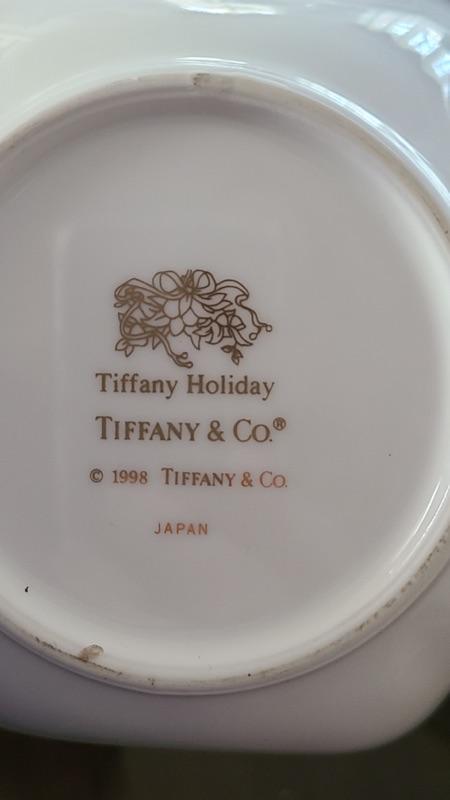 Tiffany Holiday
TIFFANY & CO.®
© 1998 TIFFANY & CO.
JAPAN